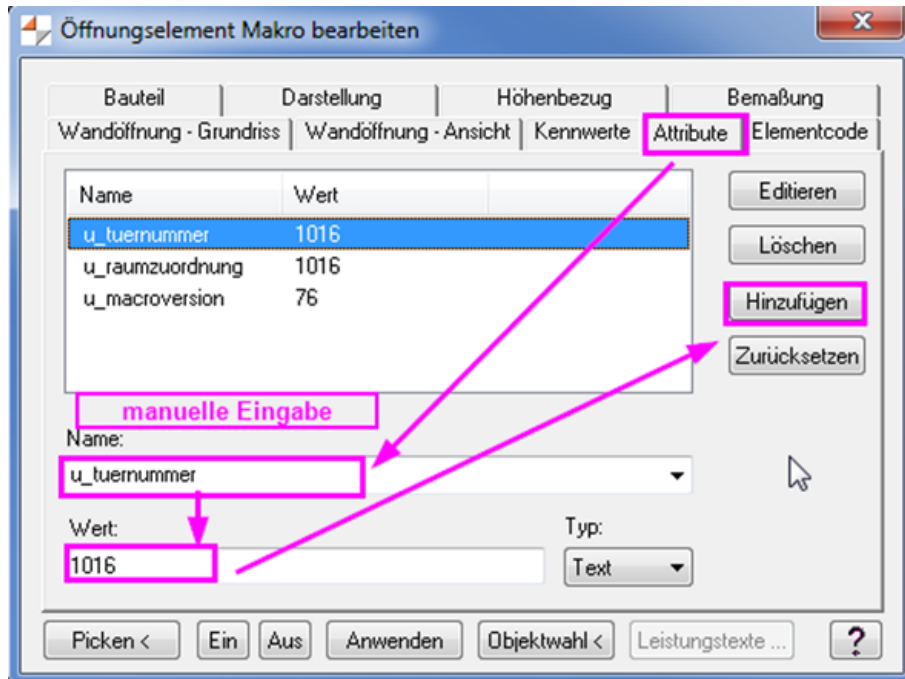 Öffnungselement Makro bearbeiten
Bauteil Darstellung Höhenbezug Bemaßung
Wandöffnung - Grundriss Wandöffnung - Ansicht Kennwerte Attribute Elementcode
Name Wert
u_tuernummer 1016
u_raumzuordnung 1016
u_macroversion 76
Editieren
Löschen
Hinzufügen
Zurücksetzen
manuelle Eingabe
Name:
u_tuernummer
Wert: Typ:
1016 Text
Picken < Ein Aus Anwenden Objektwahl < Leistungstexte ... ?